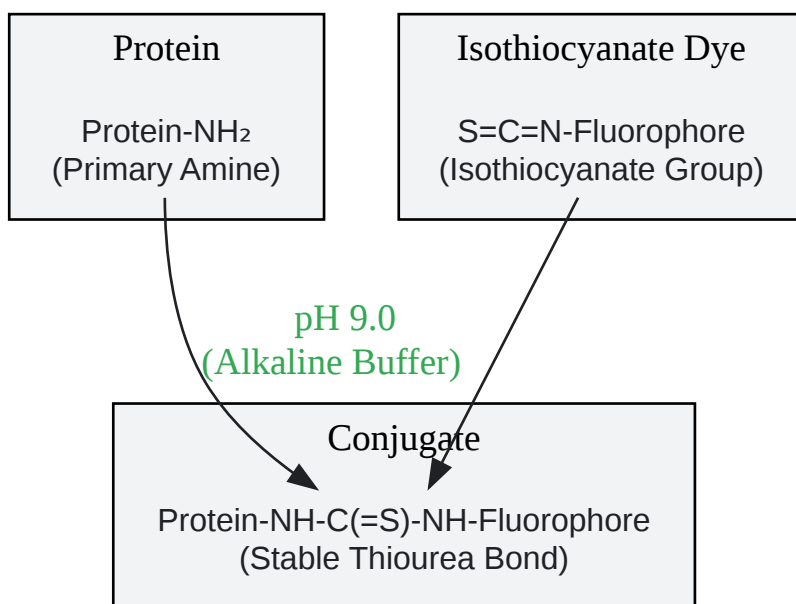 Protein
Protein-NH₂
(Primary Amine)
Isothiocyanate Dye
S=C=N-Fluorophore
(Isothiocyanate Group)
pH 9.0
(Alkaline Buffer)
Conjugate
Protein-NH-C(=S)-NH-Fluorophore
(Stable Thiourea Bond)